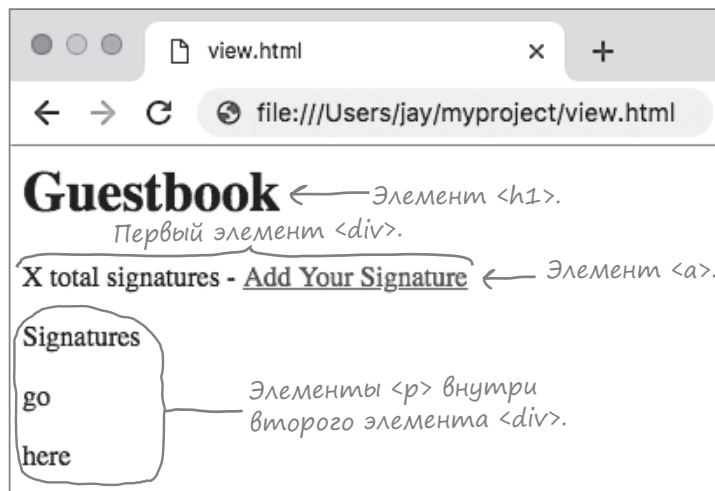 view.html
file:///Users/jay/myproject/view.html
Guestbook
Элемент <h1>.
Первый элемент <div>.
X total signatures - Add Your Signature
Элемент <a>.
Signatures
go
here
Элементы <p> внутри
второго элемента <div>.